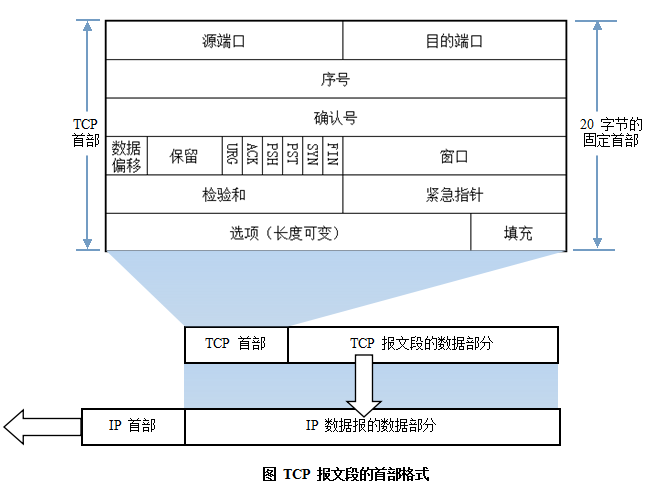 源端口
目的端口
序号
TCP
首部
确认号
20 字节的
固定首部
数据
偏移
保留
URG
ACK
PSH
PST
SYN
FIN
窗口
检验和
紧急指针
选项（长度可变）
填充
TCP 首部
TCP 报文段的数据部分
IP 首部
IP 数据报的数据部分
图 TCP 报文段的首部格式